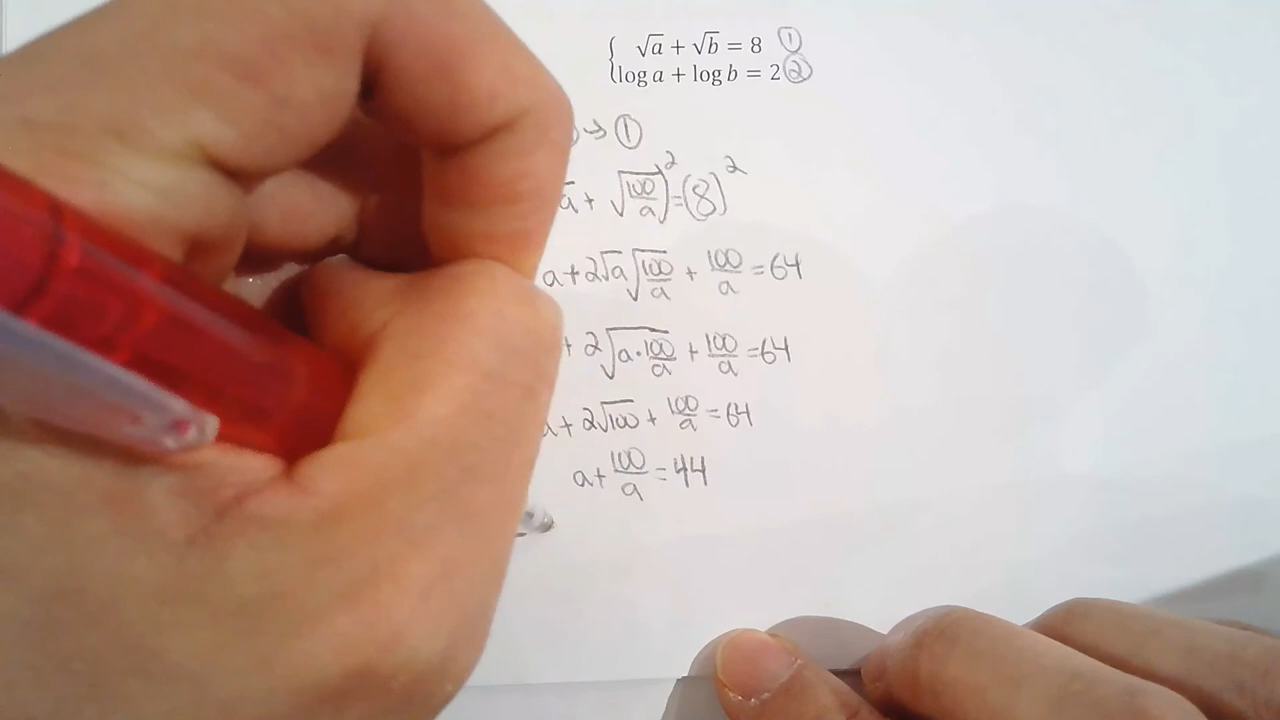 √a + √b = 8 ①
log a + log b = 2 ②
→ ①
+ √(100/a))² = (8)²
a + 2√a √(100/a) + 100/a = 64
+ 2√(a · 100/a) + 100/a = 64
a + 2√100 + 100/a = 64
a + 100/a = 44